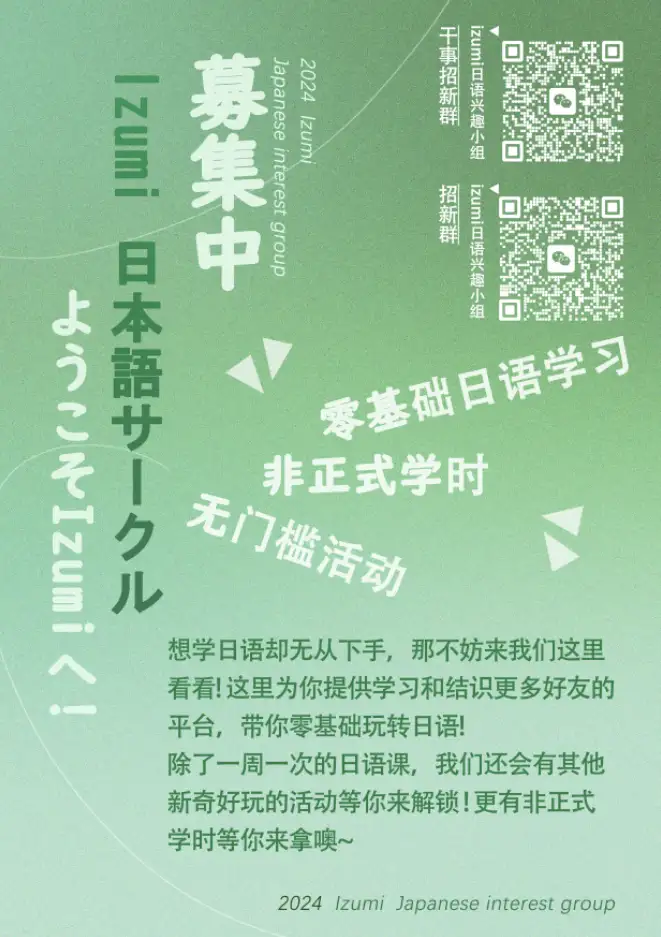 募集中
2024 Izumi
Japanese interest group
Izumi 日本語サークル
ようこそIzumiへ!
izumi日语兴趣小组
干事招新群
izumi日语兴趣小组
招新群
零基础日语学习
非正式学时
无门槛活动
想学日语却无从下手，那不妨来我们这里
看看!这里为你提供学习和结识更多好友的
平台，带你零基础玩转日语!
除了一周一次的日语课，我们还会有其他
新奇好玩的活动等你来解锁!更有非正式
学时等你来拿噢~
2024 Izumi Japanese interest group